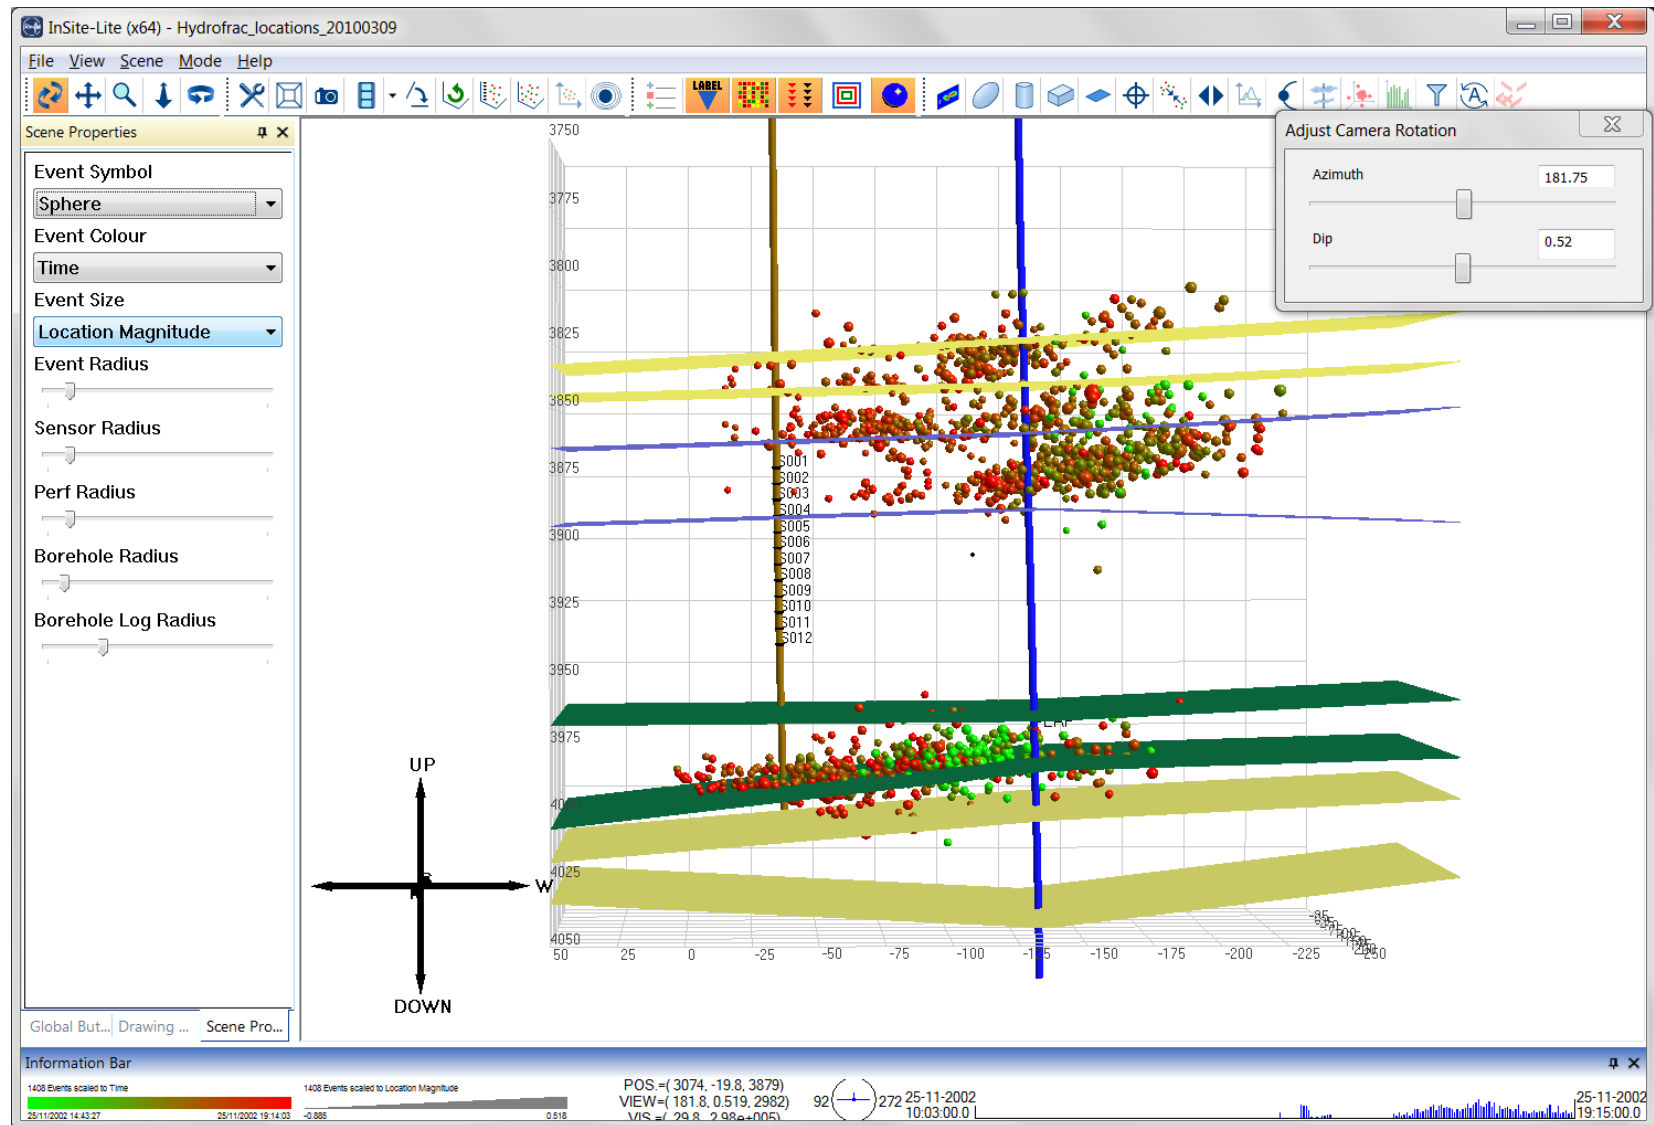 InSite-Lite (x64) - Hydrofrac_locations_20100309
File View Scene Mode Help
LABEL
Scene Properties
Event Symbol
Sphere
Event Colour
Time
Event Size
Location Magnitude
Event Radius
Sensor Radius
Perf Radius
Borehole Radius
Borehole Log Radius
Global But... Drawing ... Scene Pro...
Adjust Camera Rotation
Azimuth
181.75
Dip
0.52
3750
3775
3800
3825
3850
3875
3900
3925
3950
3975
4025
4050
S001
S002
S003
S004
S005
S006
S007
S008
S009
S010
S011
S012
UP
W
DOWN
50 25 0 -25 -50 -75 -100 -125 -150 -175 -200 -225
Information Bar
1408 Events scaled to Time
25/11/2002 14:43:27 25/11/2002 19:14:03
1408 Events scaled to Location Magnitude
-0.885 0.518
POS.=( 3074, -19.8, 3879)
VIEW=( 181.8, 0.519, 2982)
VIS =( 29.8, 2.98e+005)
92 272
25-11-2002
10:03:00.0
25-11-2002
19:15:00.0